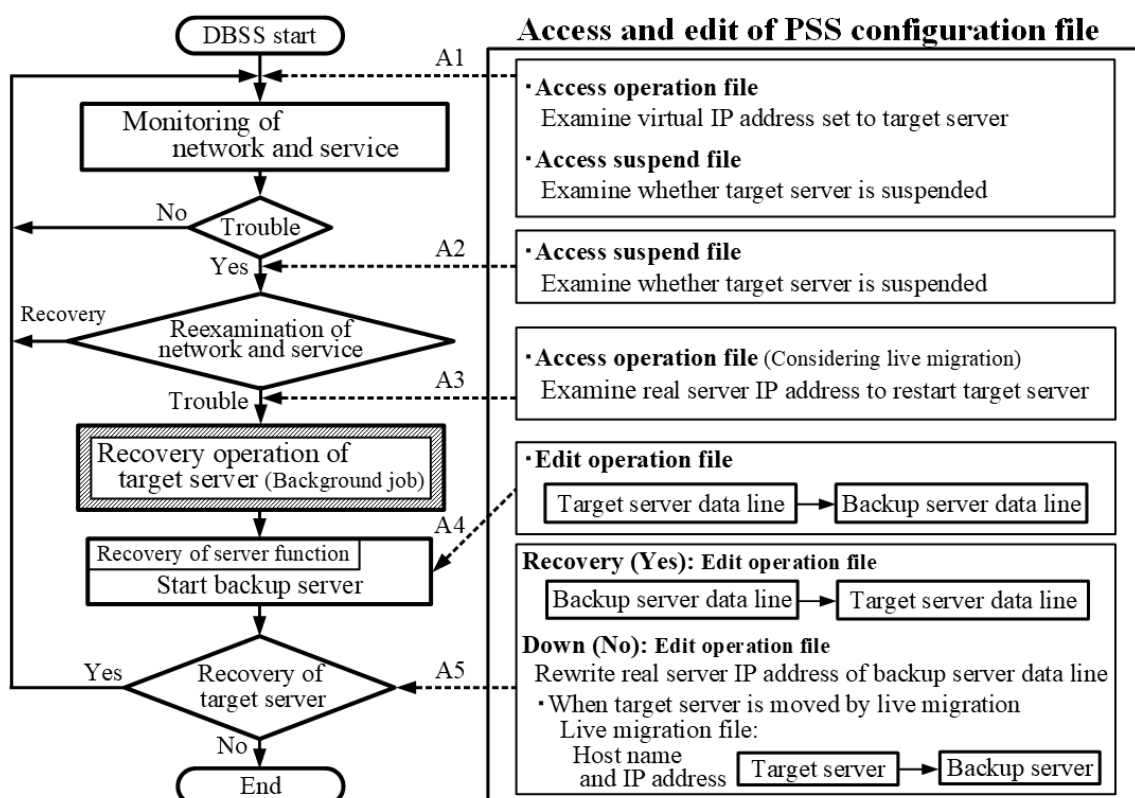 DBSS start
Monitoring of
network and service
No
Trouble
Yes
Recovery
Reexamination of
network and service
Trouble
Recovery operation of
target server (Background job)
Recovery of server function
Start backup server
Yes
Recovery of
target server
No
End
A1
A2
A3
A4
A5
Access and edit of PSS configuration file
・Access operation file
Examine virtual IP address set to target server
Access suspend file
Examine whether target server is suspended
・Access suspend file
Examine whether target server is suspended
・Access operation file (Considering live migration)
Examine real server IP address to restart target server
・Edit operation file
Target server data line
Backup server data line
Recovery (Yes): Edit operation file
Backup server data line
Target server data line
Down (No): Edit operation file
Rewrite real server IP address of backup server data line
・When target server is moved by live migration
Live migration file:
Host name
and IP address
Target server
Backup server